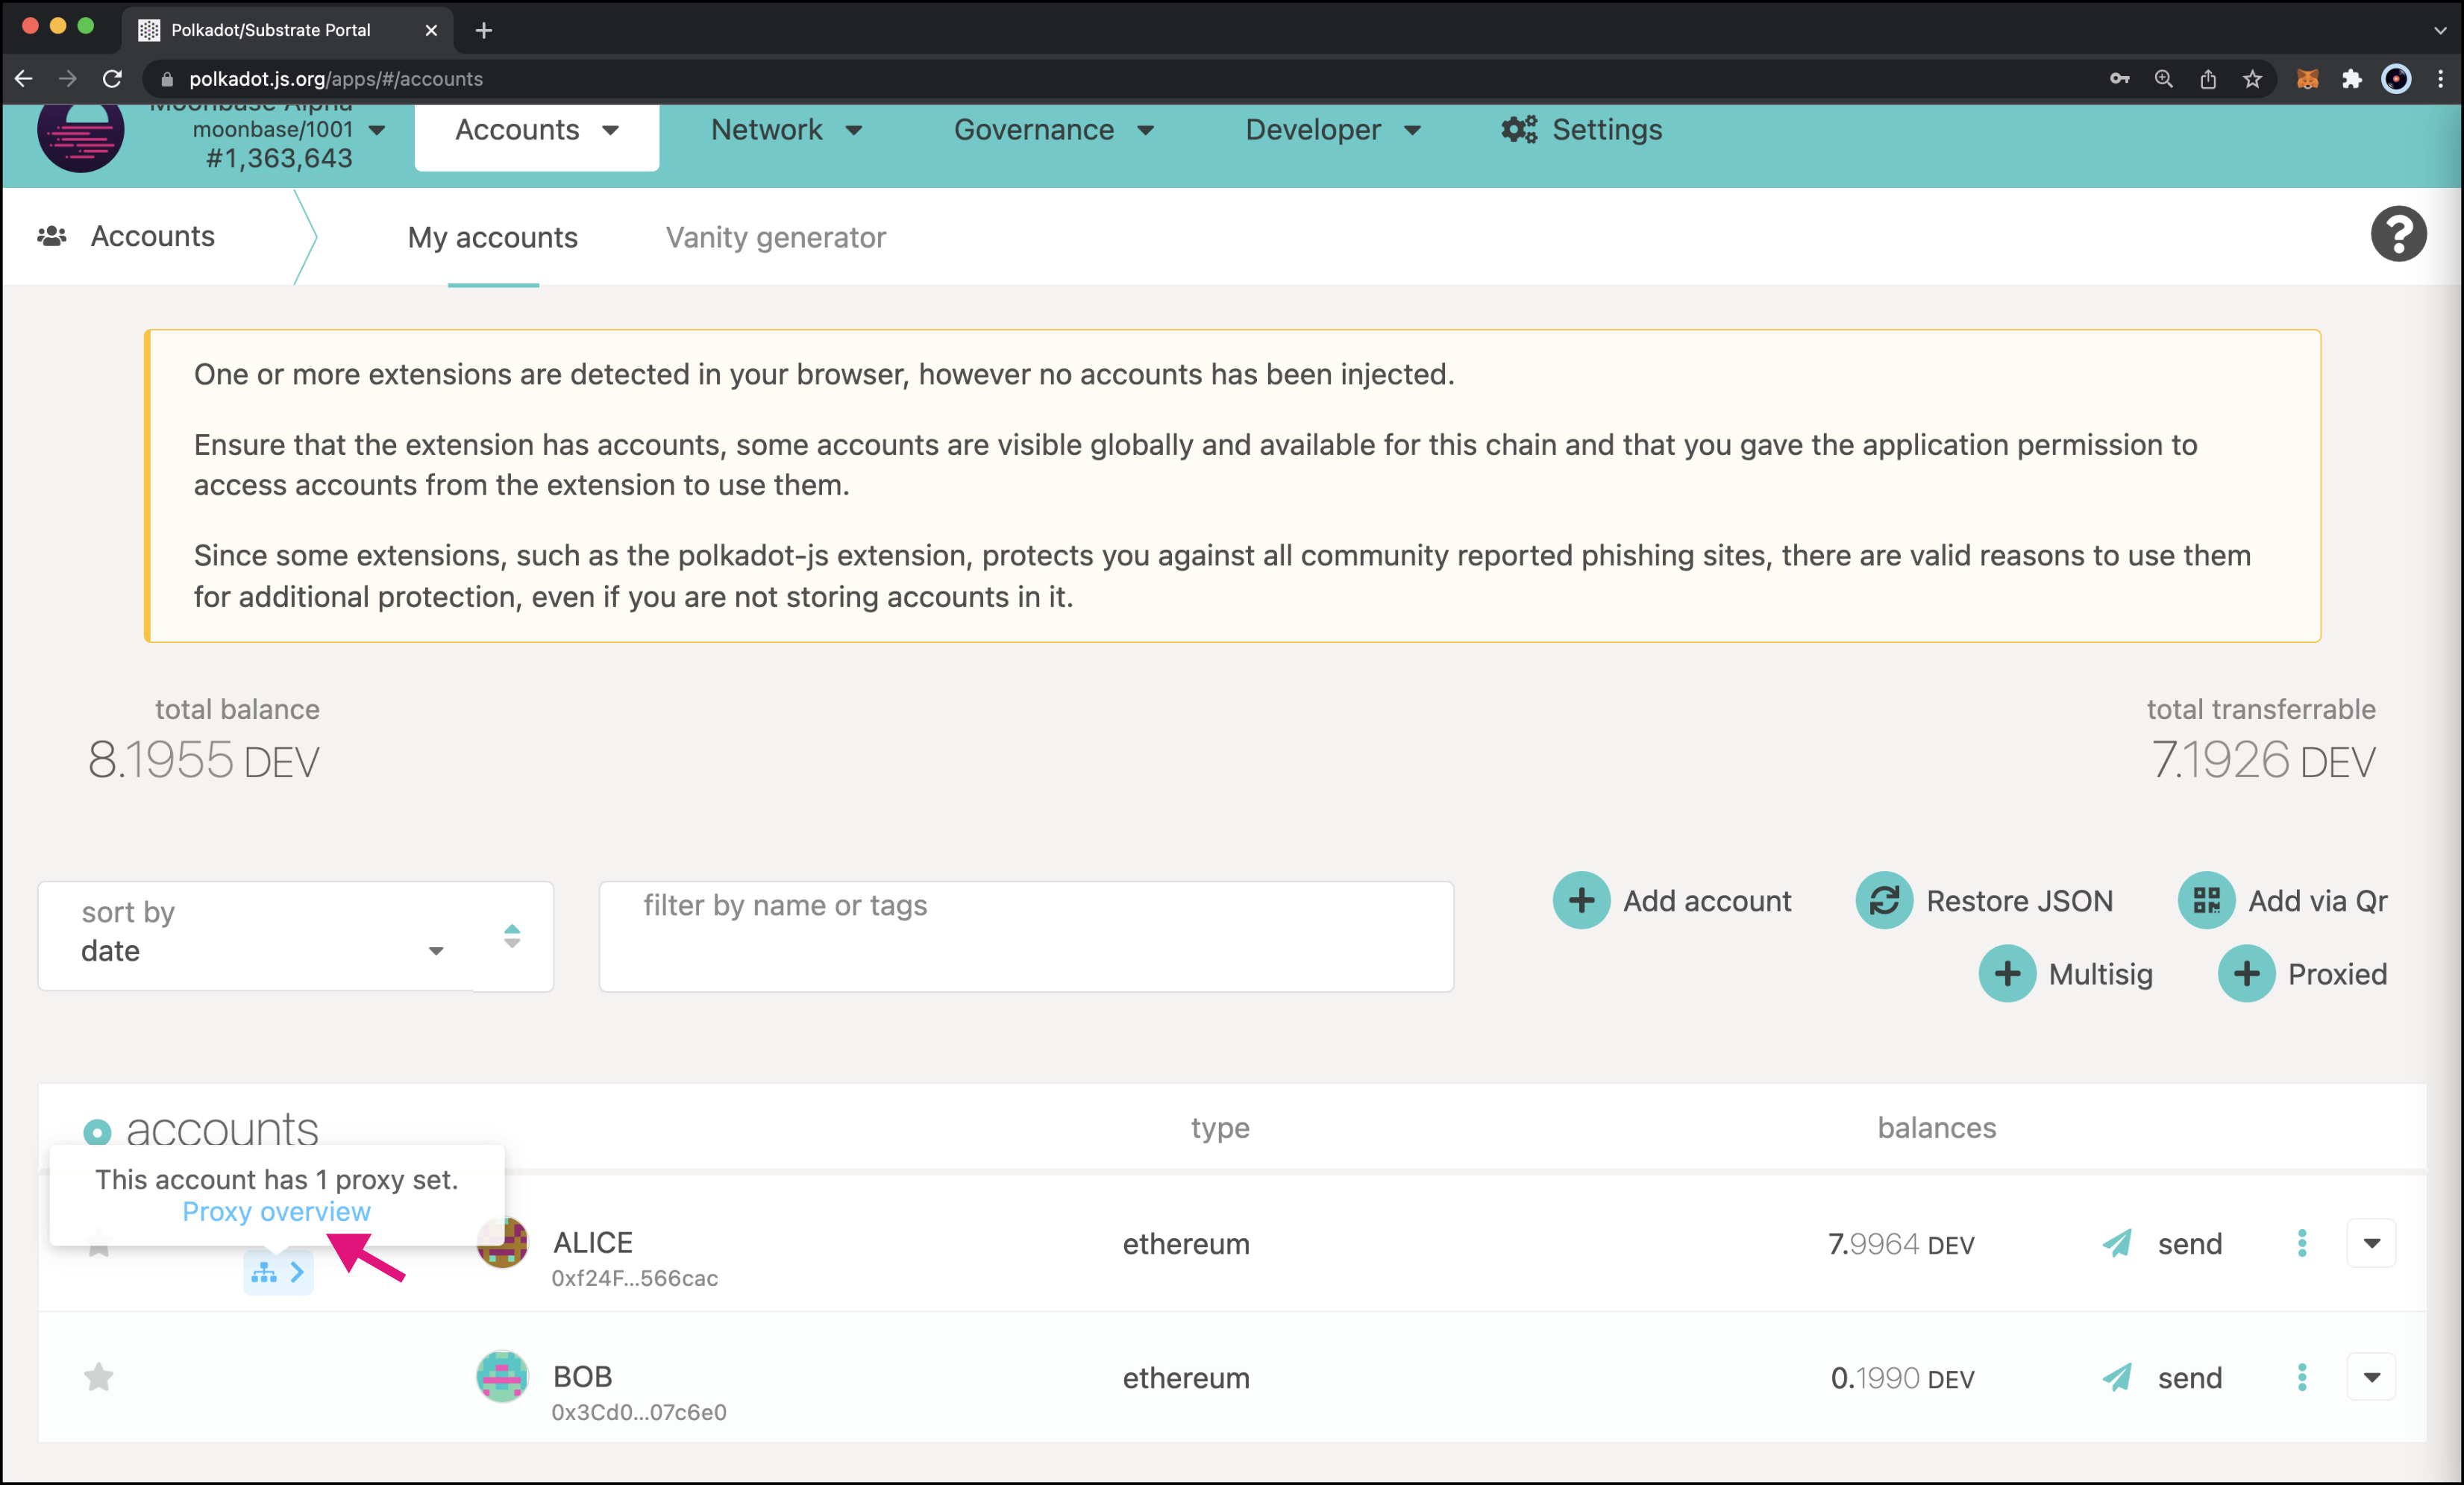 Polkadot/Substrate Portal
polkadot.js.org/apps/#/accounts
Moonbase Alpha
moonbase/1001
#1,363,643
Accounts
Network
Governance
Developer
Settings
Accounts
My accounts
Vanity generator
One or more extensions are detected in your browser, however no accounts has been injected.
Ensure that the extension has accounts, some accounts are visible globally and available for this chain and that you gave the application permission to
access accounts from the extension to use them.
Since some extensions, such as the polkadot-js extension, protects you against all community reported phishing sites, there are valid reasons to use them
for additional protection, even if you are not storing accounts in it.
total balance
8.1955 DEV
total transferrable
7.1926 DEV
sort by
date
filter by name or tags
Add account
Restore JSON
Add via Qr
Multisig
Proxied
accounts
type
balances
This account has 1 proxy set.
Proxy overview
ALICE
0xf24F...566cac
ethereum
7.9964 DEV
send
BOB
0x3Cd0...07c6e0
ethereum
0.1990 DEV
send